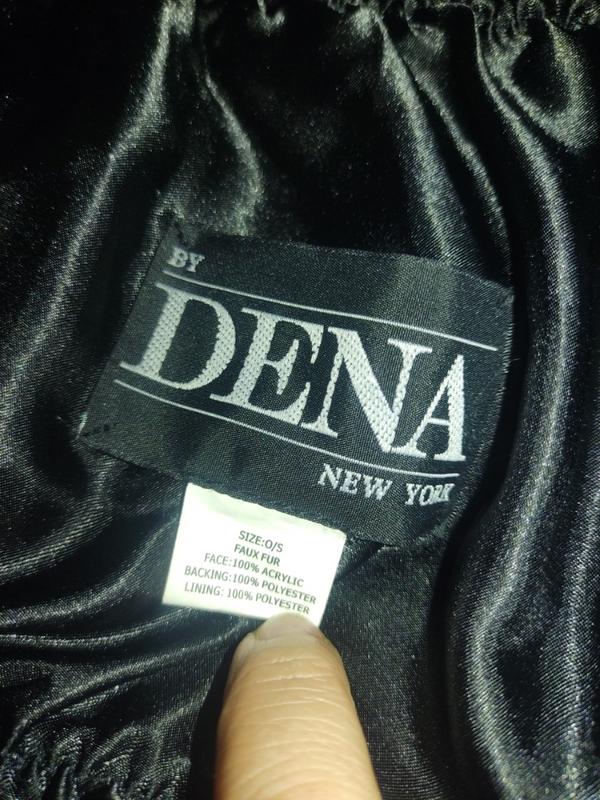 BY
DENA
NEW YORK
SIZE:O/S
FAUX FUR
FACE:100% ACRYLIC
BACKING:100% POLYESTER
LINING: 100% POLYESTER